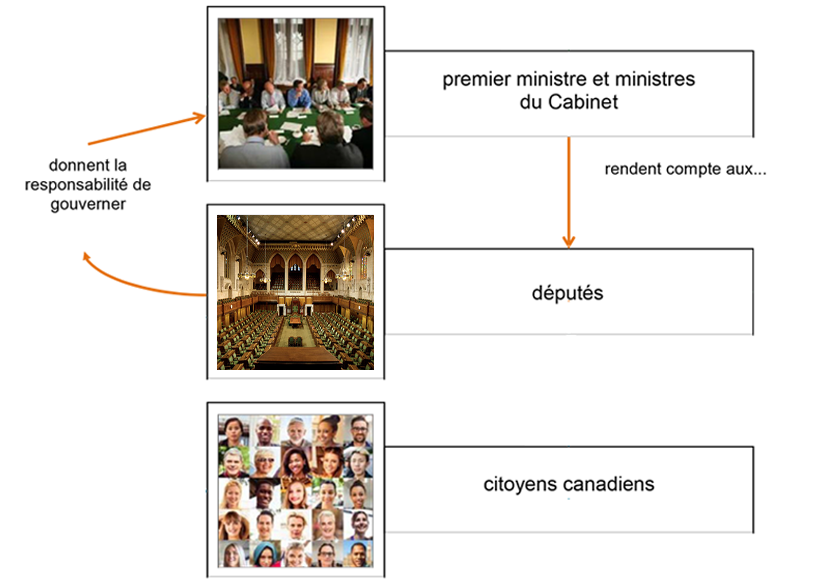 premier ministre et ministres
du Cabinet
donnent la
responsabilité de
gouverner
rendent compte aux...
députés
citoyens canadiens